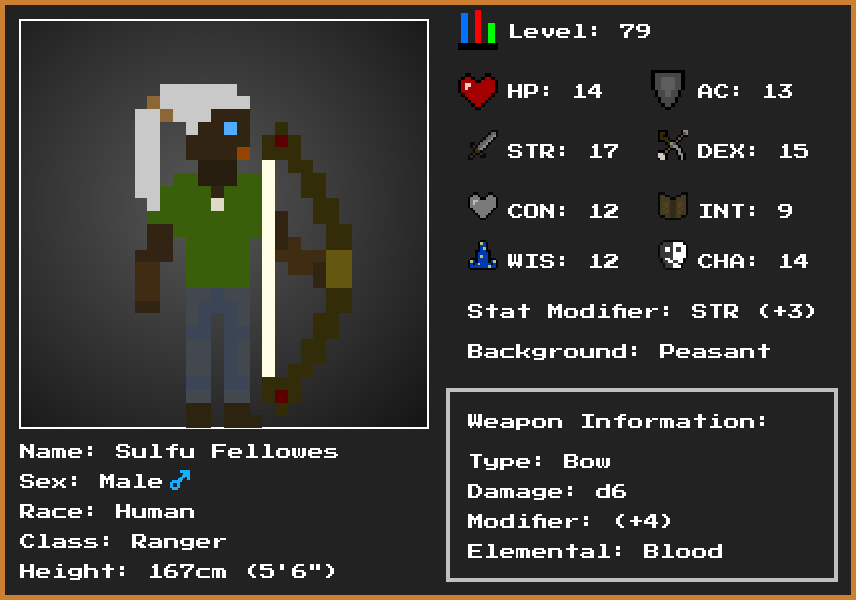 Level: 79
HP: 14
AC: 13
STR: 17
DEX: 15
CON: 12
INT: 9
WIS: 12
CHA: 14
Stat Modifier: STR (+3)
Background: Peasant
Weapon Information:
Type: Bow
Damage: d6
Modifier: (+4)
Elemental: Blood
Name: Sulfu Fellowes
Sex: Male♂
Race: Human
Class: Ranger
Height: 167cm (5'6")